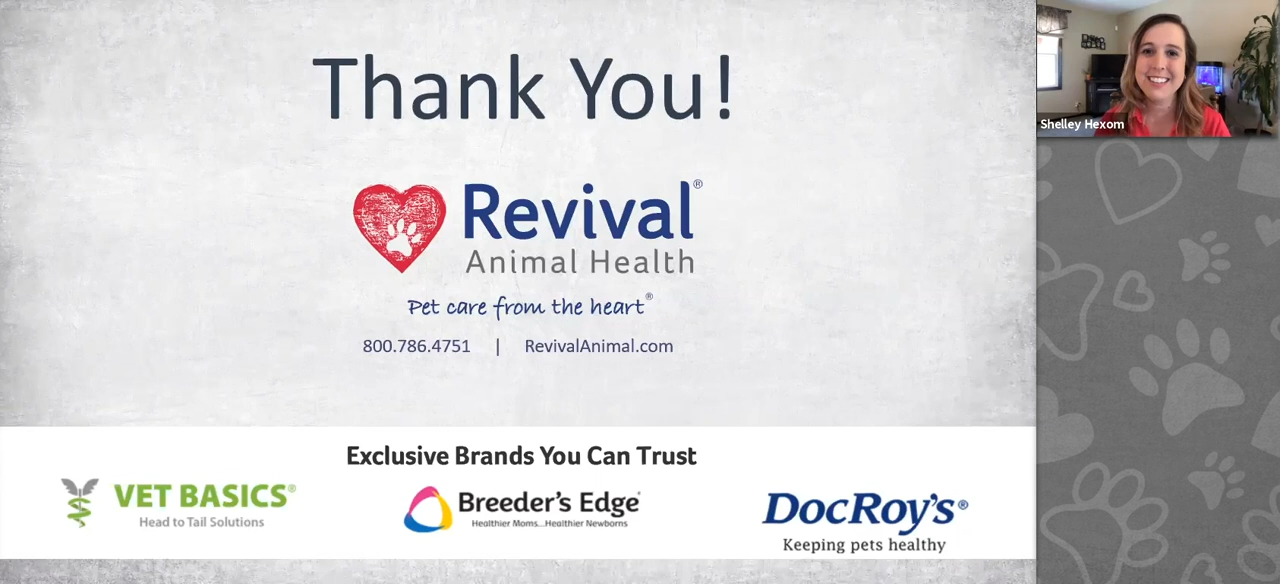 Thank You!
Revival®
Animal Health
Pet care from the heart®
800.786.4751 | RevivalAnimal.com
Exclusive Brands You Can Trust
VET BASICS®
Head to Tail Solutions
Breeder's Edge®
Healthier Moms...Healthier Newborns
DocRoy's®
Keeping pets healthy
Shelley Hexom